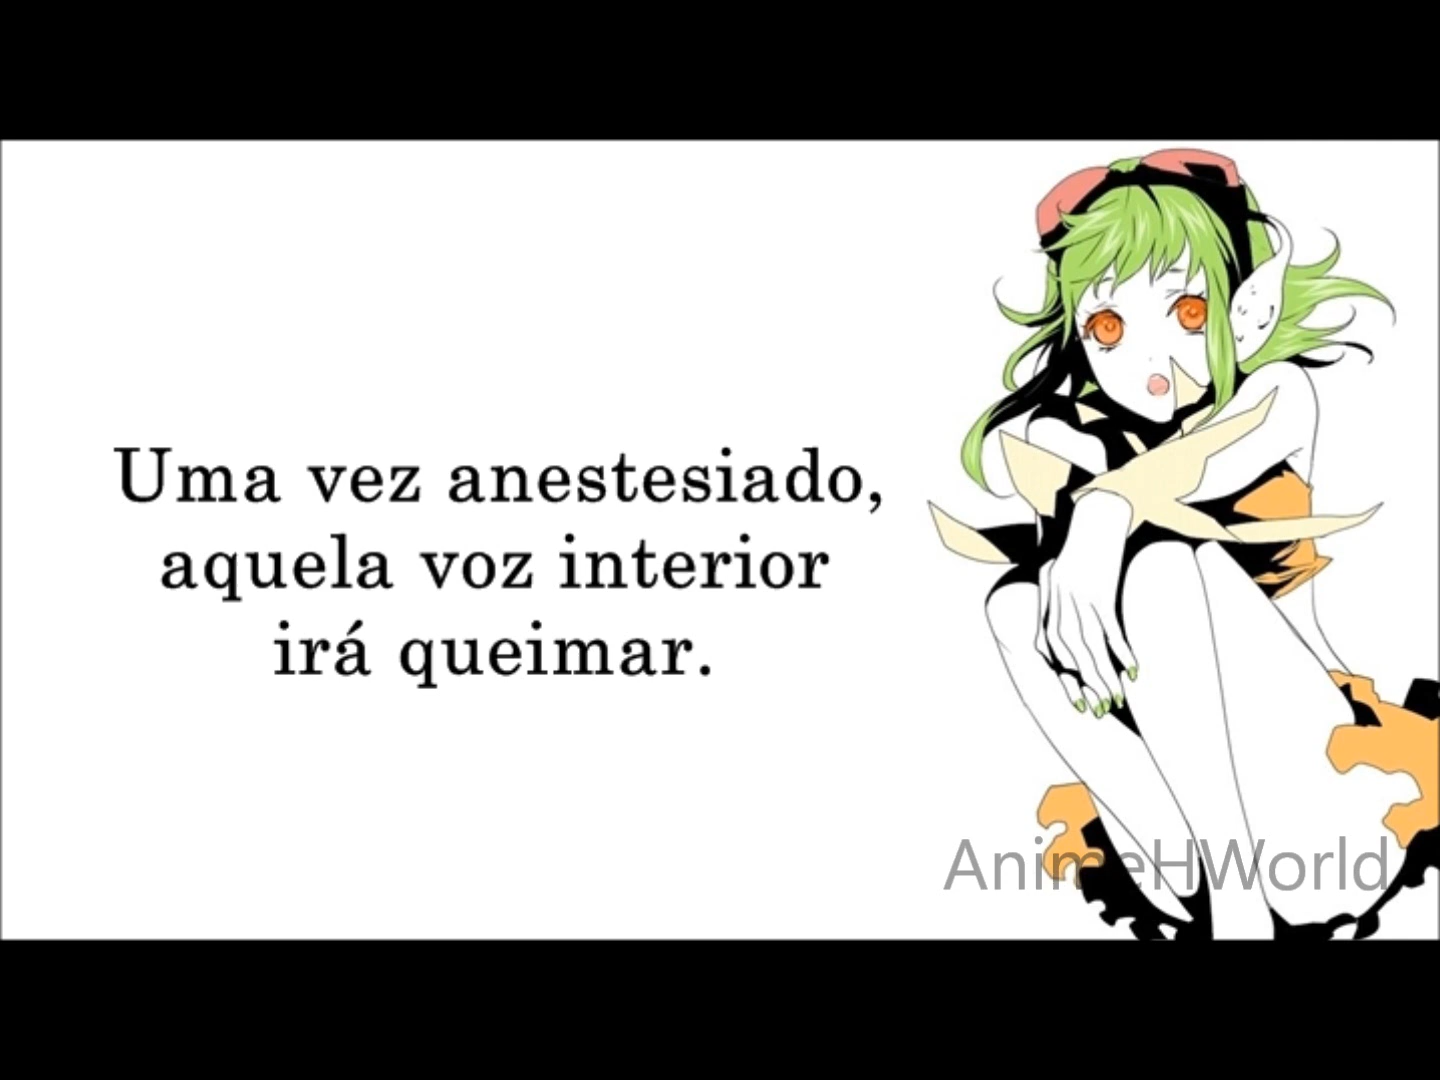 Uma vez anestesiado,
aquela voz interior
irá queimar.
AnimeHWorld